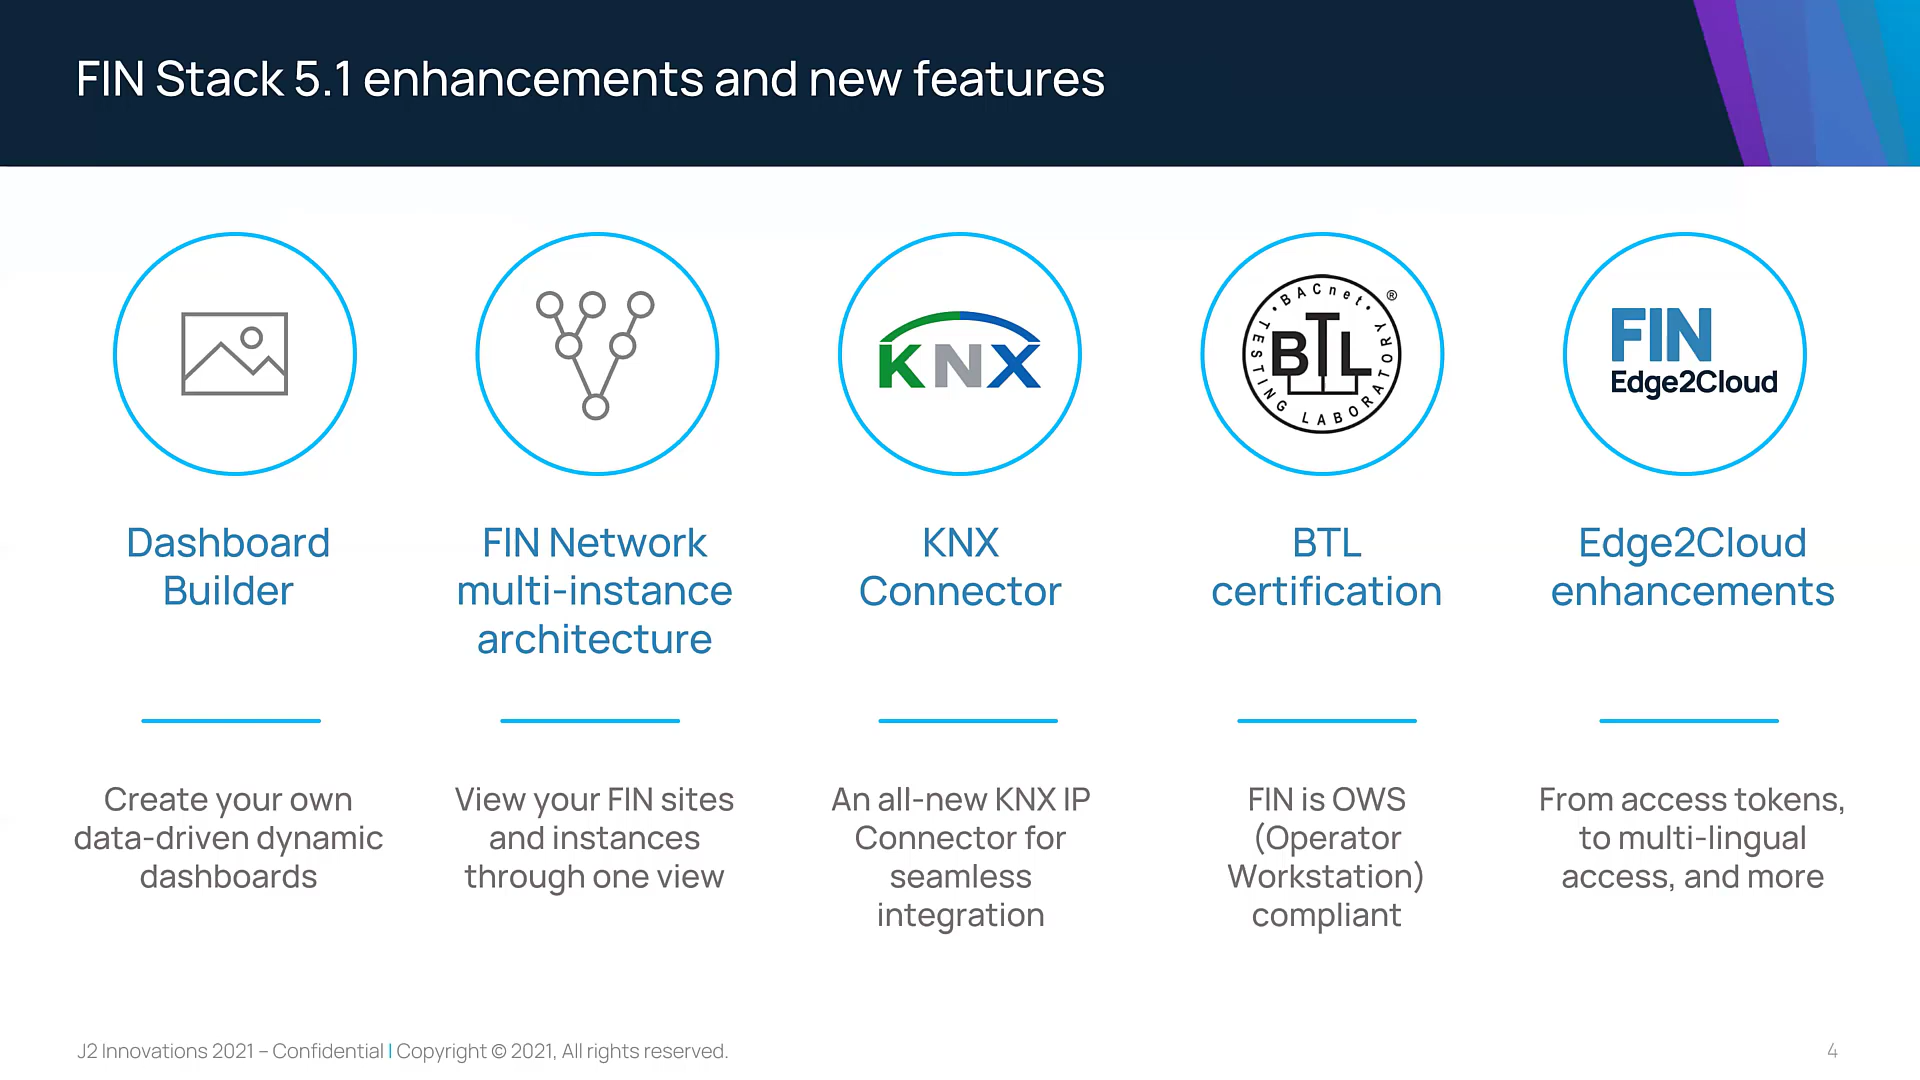 FIN Stack 5.1 enhancements and new features
KNX
BACnet
TESTING LABORATORY
BTL
®
FIN
Edge2Cloud
Dashboard
Builder
FIN Network
multi-instance
architecture
KNX
Connector
BTL
certification
Edge2Cloud
enhancements
Create your own
data-driven dynamic
dashboards
View your FIN sites
and instances
through one view
An all-new KNX IP
Connector for
seamless
integration
FIN is OWS
(Operator
Workstation)
compliant
From access tokens,
to multi-lingual
access, and more
J2 Innovations 2021 – Confidential | Copyright © 2021, All rights reserved.
4